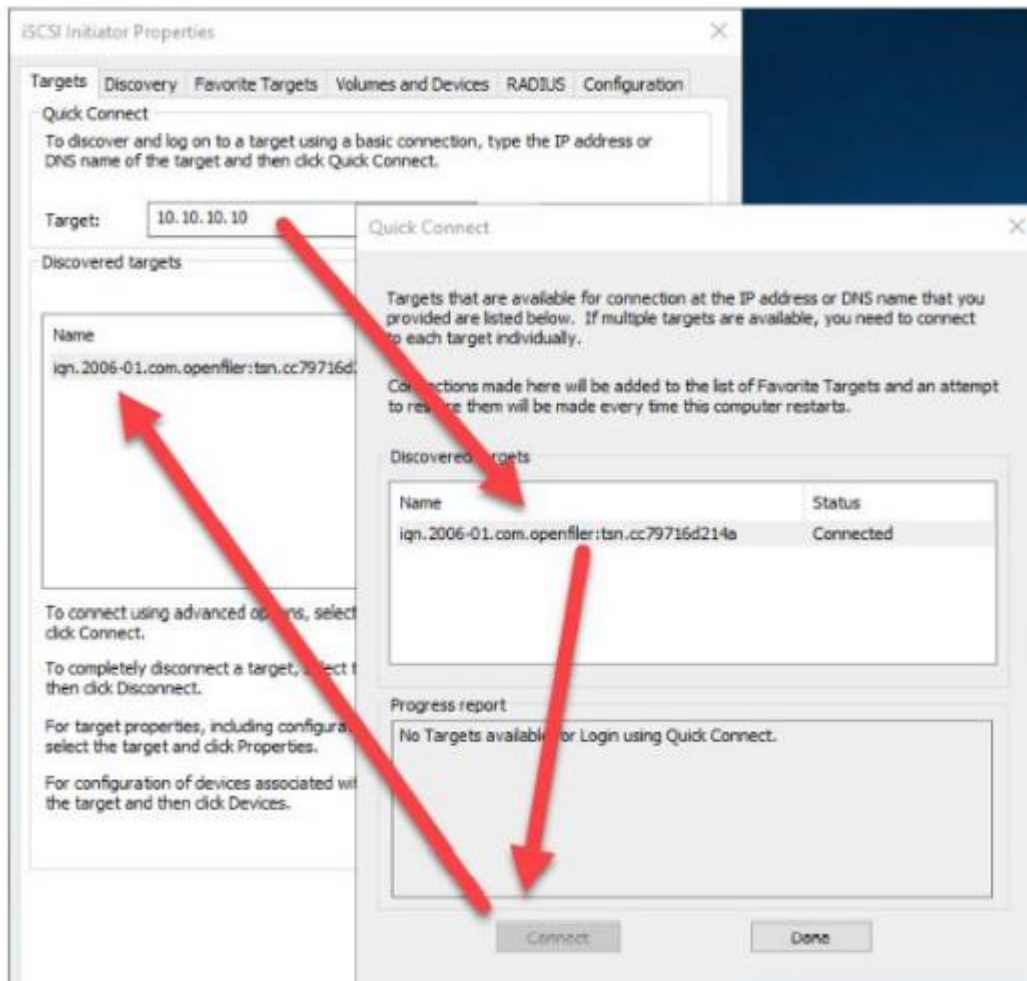 iSCSI Initiator Properties
Targets Discovery Favorite Targets Volumes and Devices RADIUS Configuration
Quick Connect
To discover and log on to a target using a basic connection, type the IP address or
DNS name of the target and then click Quick Connect.
Target: 10.10.10.10
Discovered targets
Name
iqn.2006-01.com.openfiler:tsn.cc79716d
To connect using advanced options, select
click Connect.
To completely disconnect a target, select t
then click Disconnect.
For target properties, including configura
select the target and click Properties.
For configuration of devices associated wi
the target and then click Devices.
Quick Connect
Targets that are available for connection at the IP address or DNS name that you
provided are listed below. If multiple targets are available, you need to connect
to each target individually.
Connections made here will be added to the list of Favorite Targets and an attempt
to restore them will be made every time this computer restarts.
Discovered targets
Name Status
iqn.2006-01.com.openfiler:tsn.cc79716d214a Connected
Progress report
No Targets available for Login using Quick Connect.
Connect Done